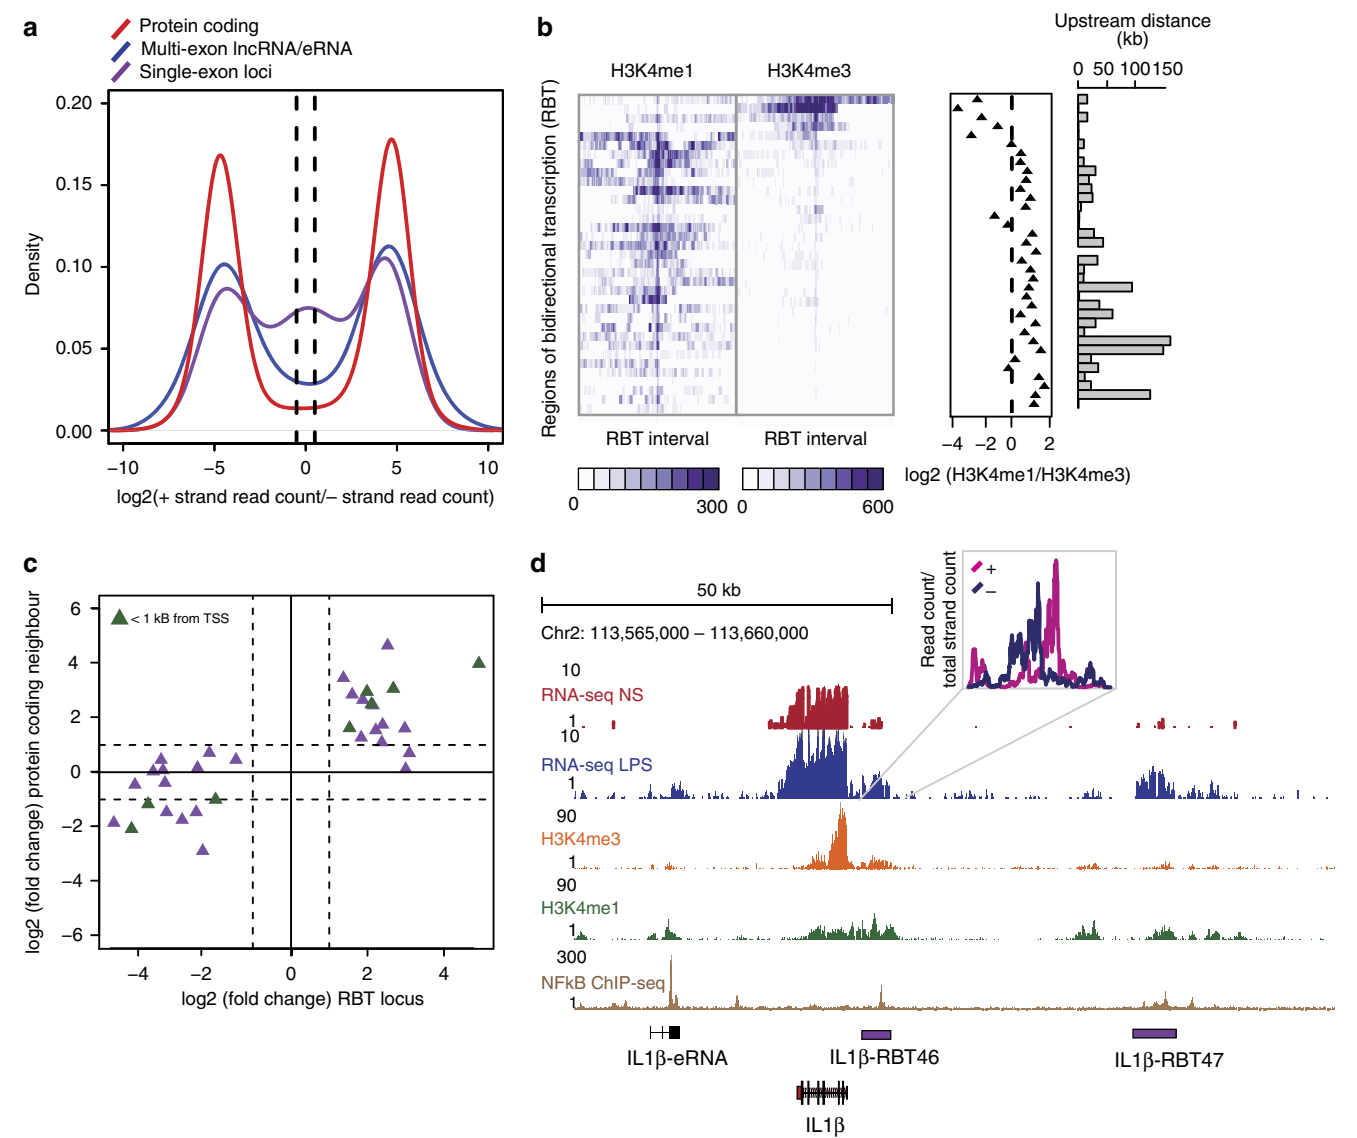 a
Protein coding
Multi-exon lncRNA/eRNA
Single-exon loci
0.20
0.15
0.10
0.05
0.00
Density
−10 −5 0 5 10
log2(+ strand read count/− strand read count)
b
Upstream distance
(kb)
0 50 100 150
H3K4me1 H3K4me3
Regions of bidirectional transcription (RBT)
RBT interval RBT interval
0 300 0 600
−4 −2 0 2
log2 (H3K4me1/H3K4me3)
c
< 1 kB from TSS
6
4
2
0
−2
−4
−6
log2 (fold change) protein coding neighbour
−4 −2 0 2 4
log2 (fold change) RBT locus
d
50 kb
Chr2: 113,565,000 – 113,660,000
Read count/
total strand count
+
−
10
RNA-seq NS
1
10
RNA-seq LPS
1
90
H3K4me3
1
90
H3K4me1
1
300
NFkB ChIP-seq
1
IL1β-eRNA IL1β-RBT46 IL1β-RBT47
IL1β